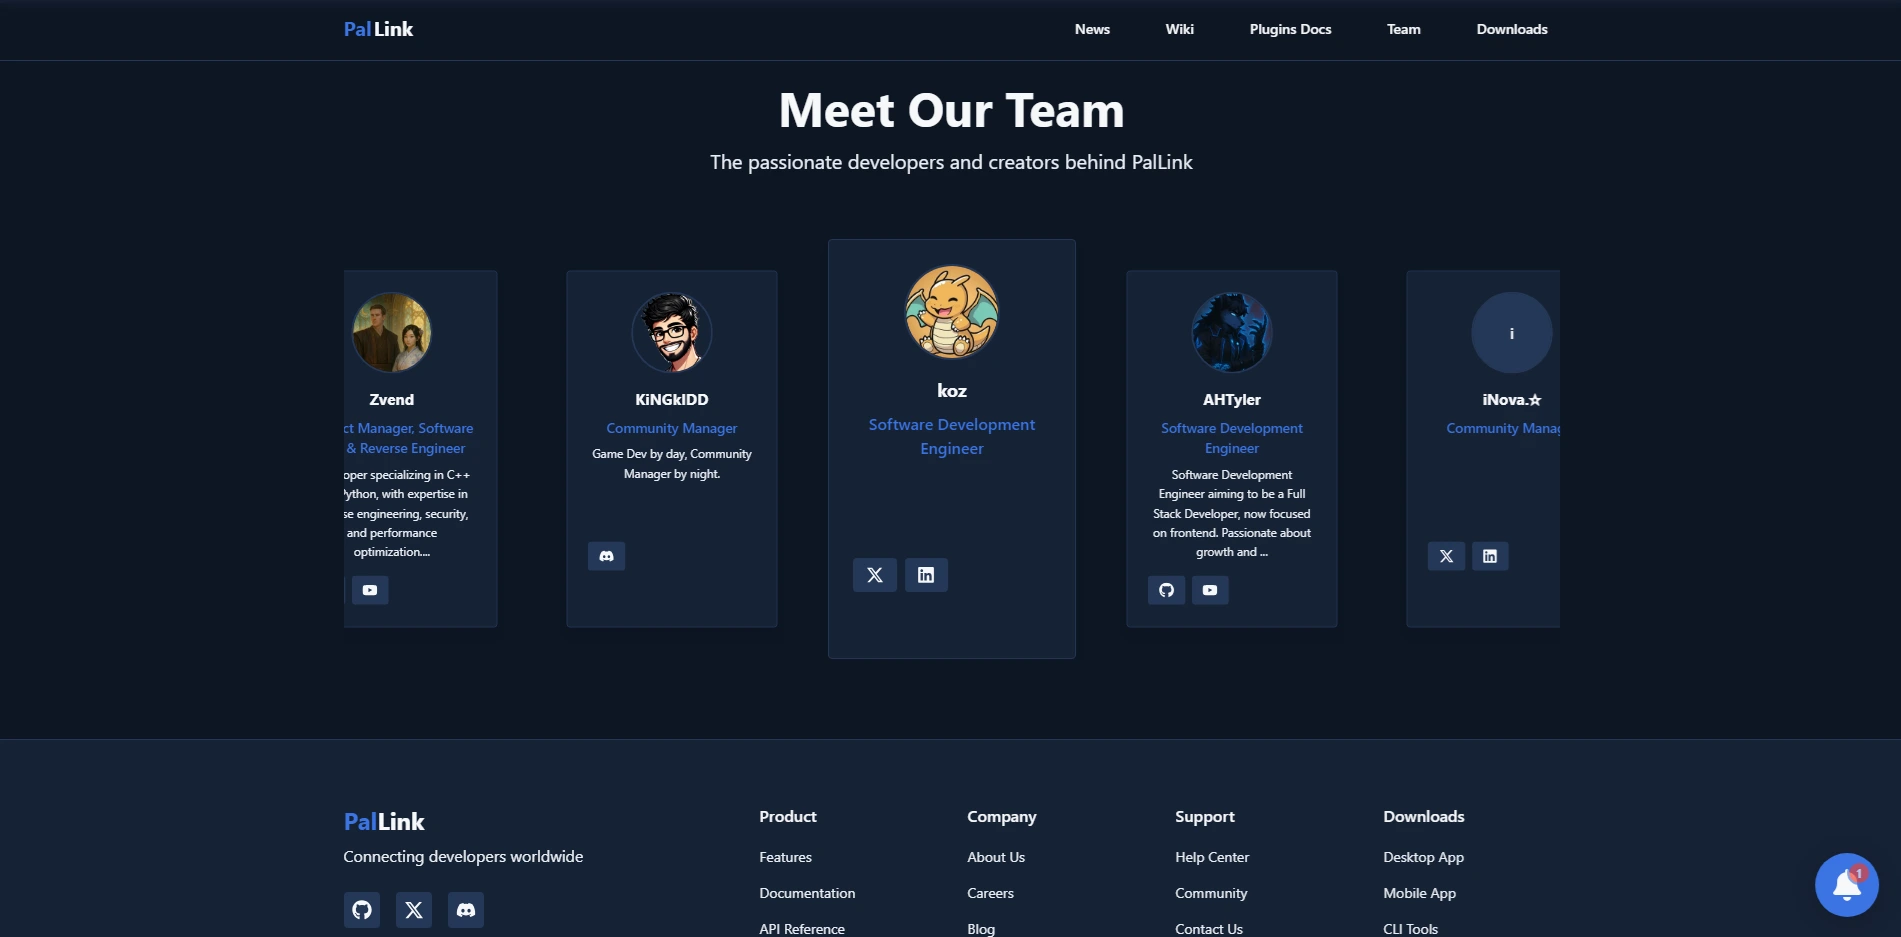 PalLink
News
Wiki
Plugins Docs
Team
Downloads
Meet Our Team
The passionate developers and creators behind PalLink
Zvend
Manager, Software
& Reverse Engineer
specializing in C++
with expertise in
engineering, security,
and performance
optimization....
KiNGkIDD
Community Manager
Game Dev by day, Community
Manager by night.
koz
Software Development
Engineer
AHTyler
Software Development
Engineer
Software Development
Engineer aiming to be a Full
Stack Developer, now focused
on frontend. Passionate about
growth and ...
i
iNova.☆
Community
PalLink
Connecting developers worldwide
Product
Features
Documentation
API Reference
Company
About Us
Careers
Blog
Support
Help Center
Community
Contact Us
Downloads
Desktop App
Mobile App
CLI Tools
1